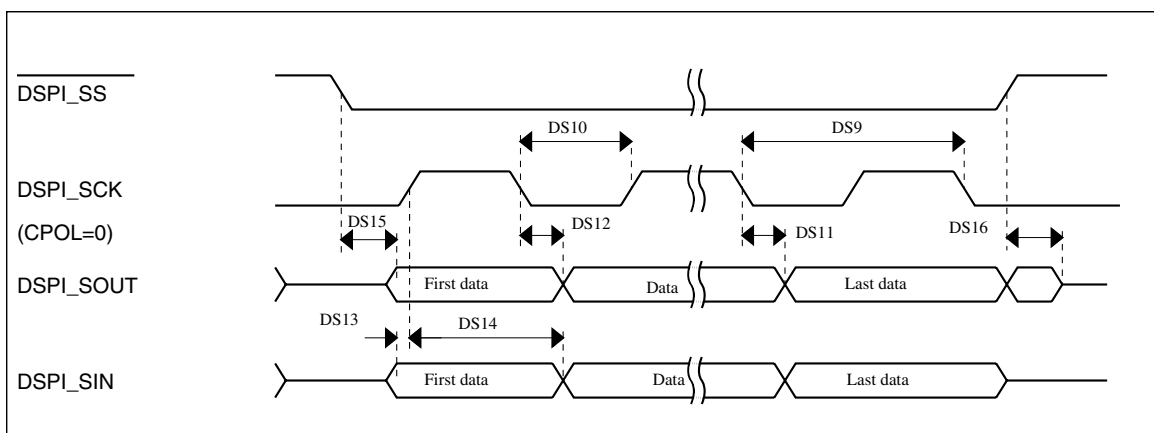 DSPI_SS
DS10
DS9
DSPI_SCK
(CPOL=0)
DS15
DS12
DS11
DS16
DSPI_SOUT
First data
Data
Last data
DS13
DS14
DSPI_SIN
First data
Data
Last data